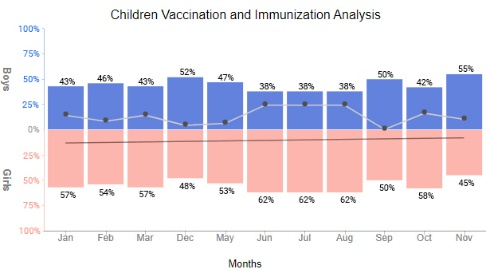 Children Vaccination and Immunization Analysis
100%
75%
50%
25%
0%
25%
50%
75%
100%
Boys
Girls
43% 46% 43% 52% 47% 38% 38% 38% 50% 42% 55%
57% 54% 57% 48% 53% 62% 62% 62% 50% 58% 45%
Jan Feb Mar Dec May Jun Jul Aug Sep Oct Nov
Months